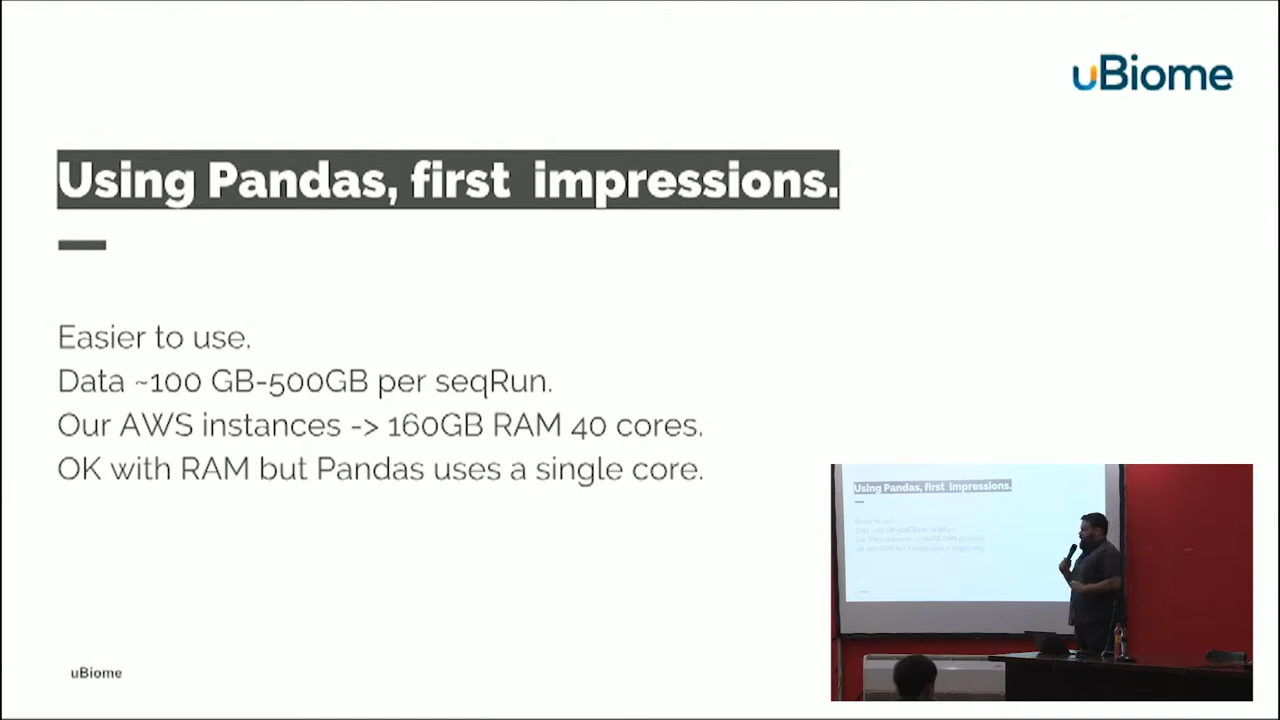 uBiome
Using Pandas, first impressions.
Easier to use.
Data ~100 GB-500GB per seqRun.
Our AWS instances -> 160GB RAM 40 cores.
OK with RAM but Pandas uses a single core.
uBiome
Using Pandas, first impressions.